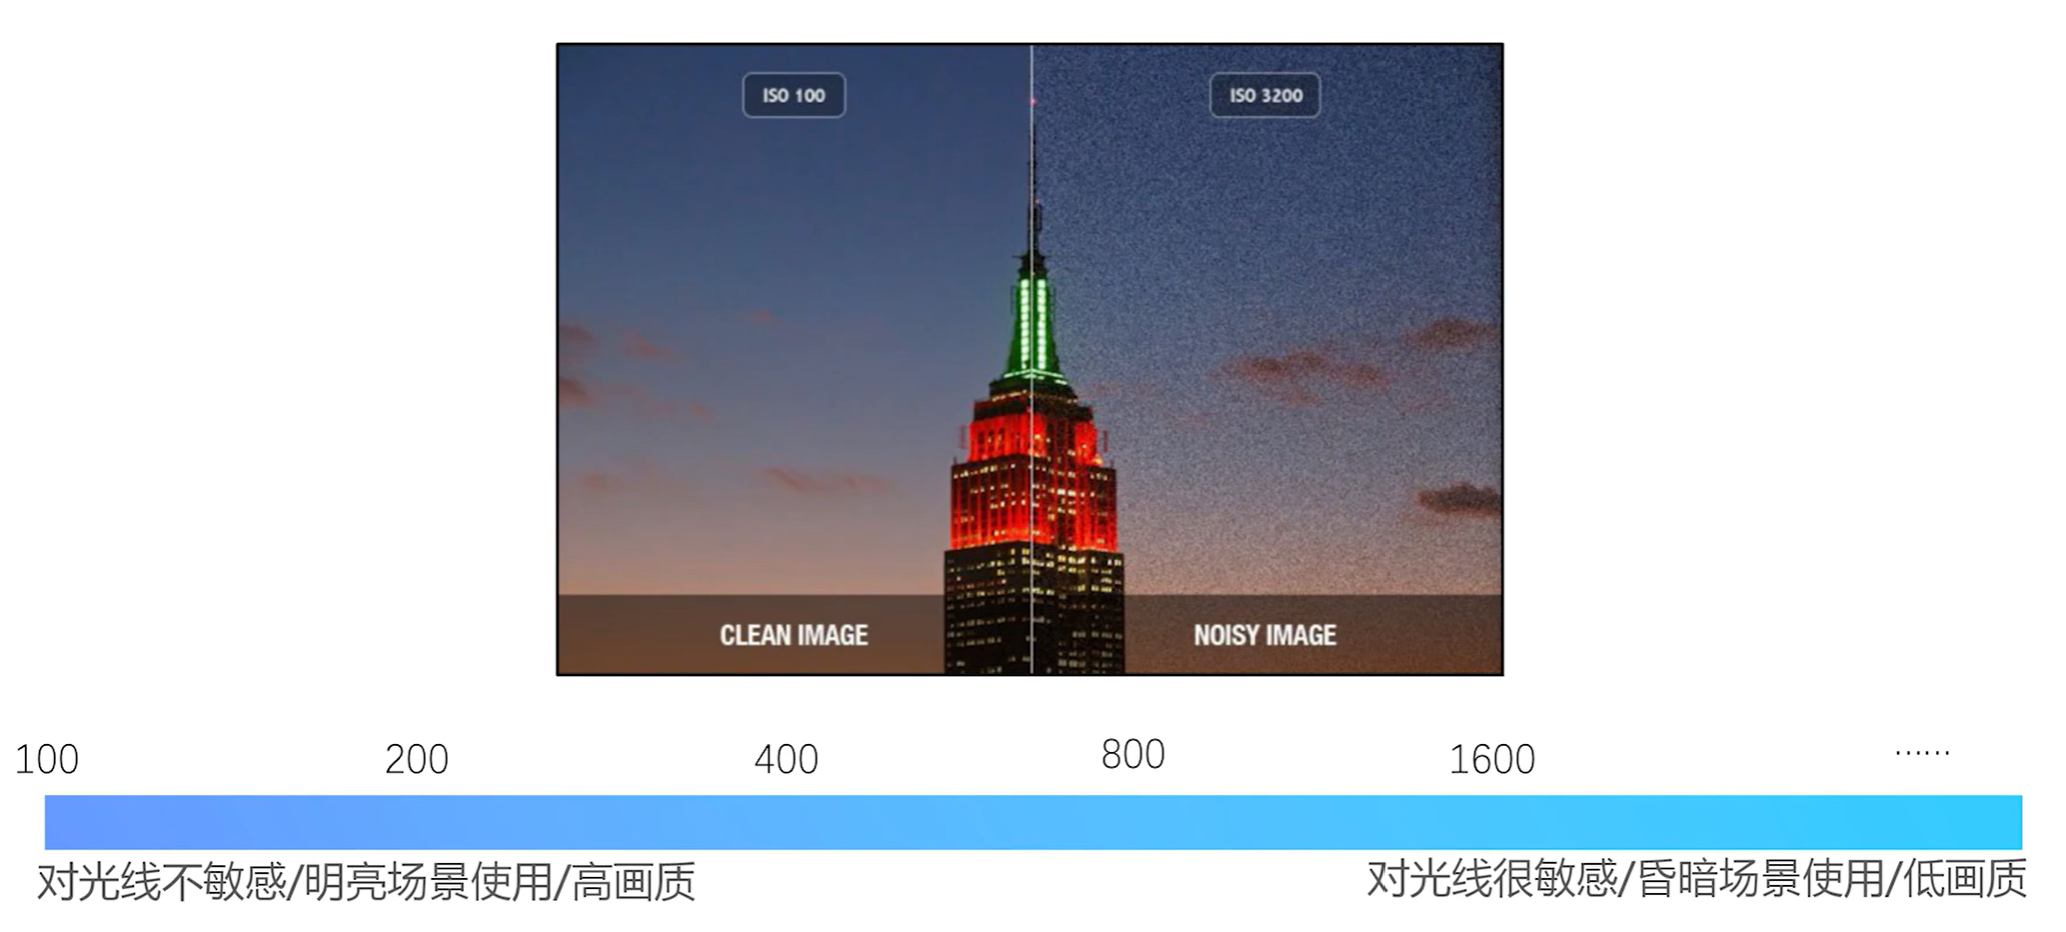 ISO 100
ISO 3200
CLEAN IMAGE
NOISY IMAGE
100
200
400
800
1600
……
对光线不敏感/明亮场景使用/高画质
对光线很敏感/昏暗场景使用/低画质